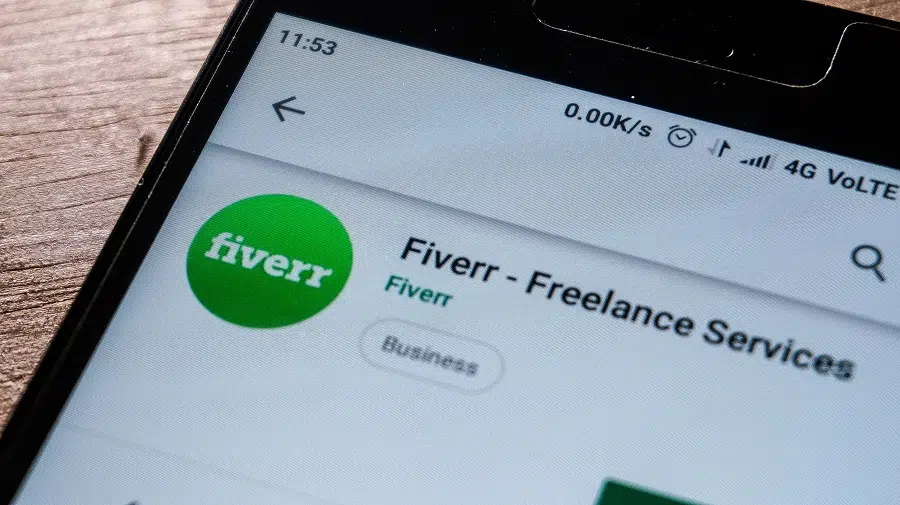 11:53
0.00K/s 4G VoLTE
fiverr
Fiverr - Freelance Services
Fiverr
Business